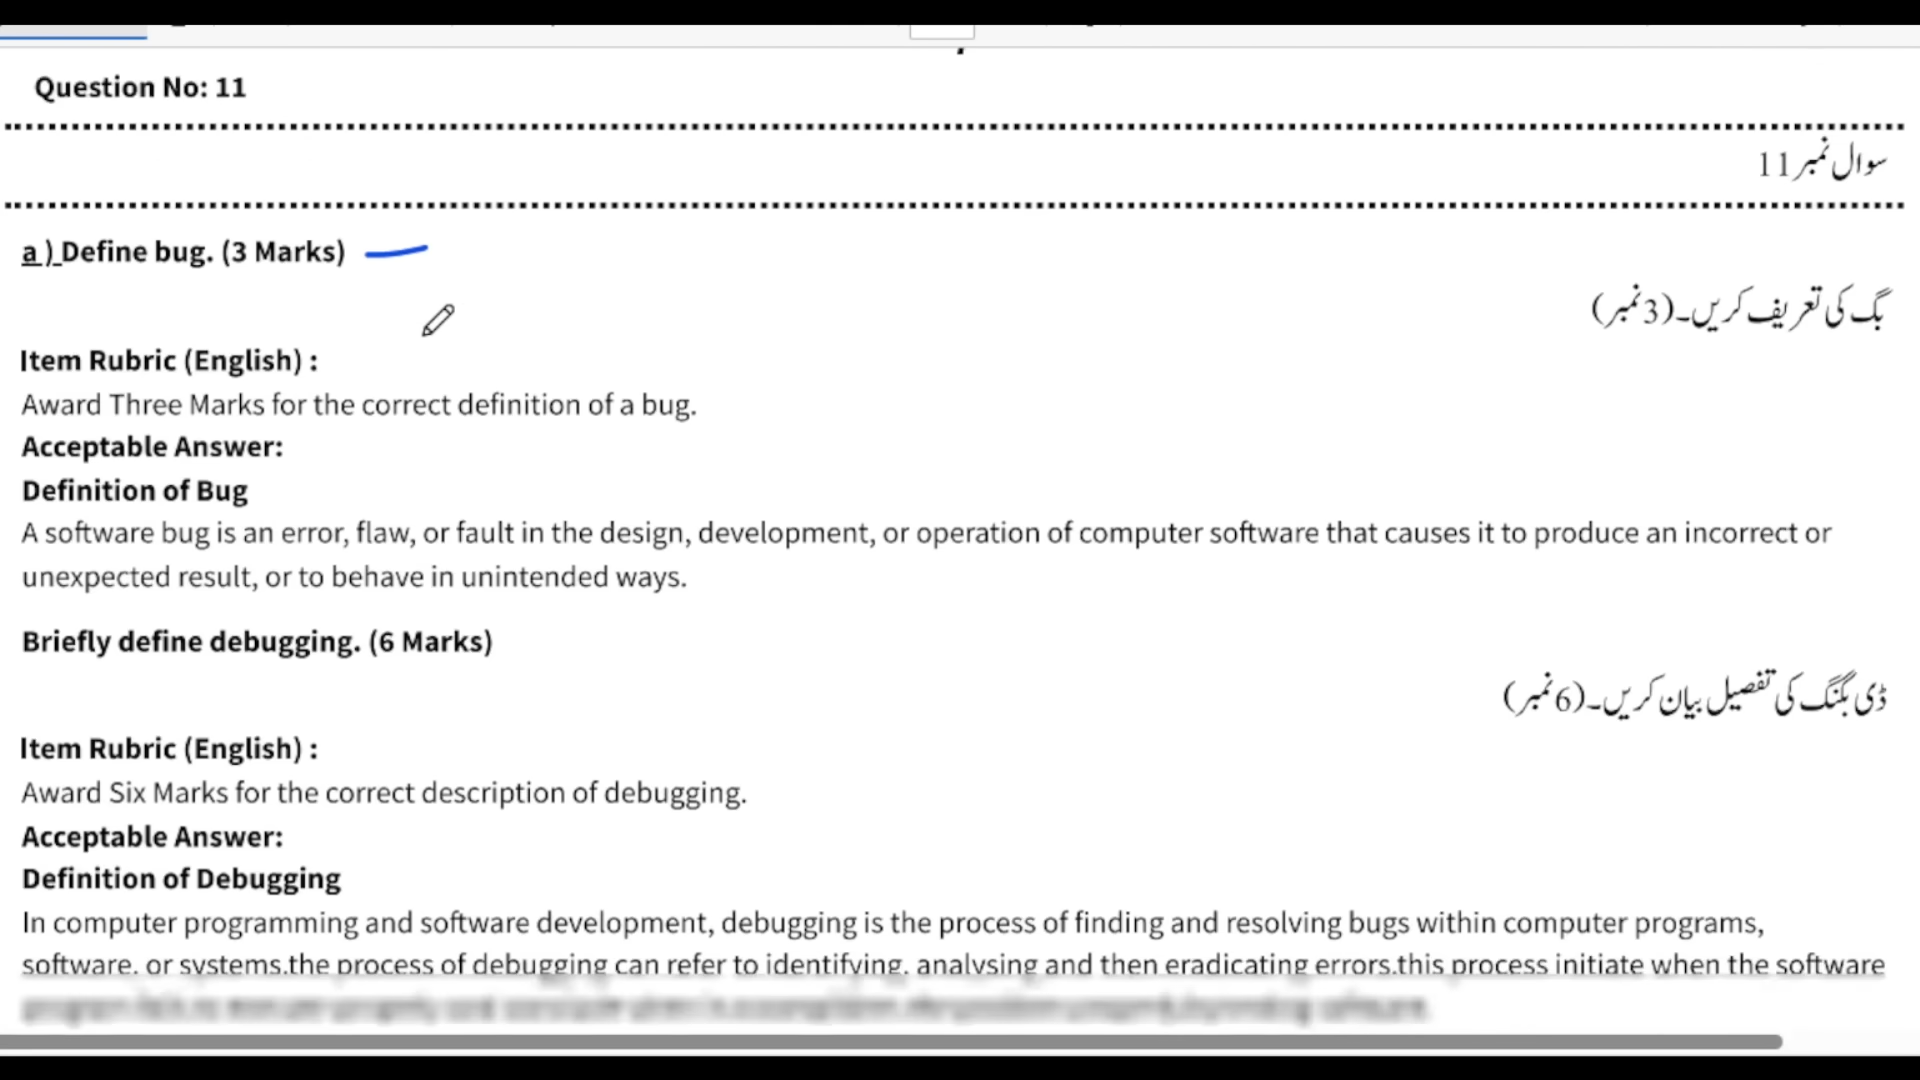 Question No: 11
سوال نمبر 11
a ) Define bug. (3 Marks)
بگ کی تعریف کریں۔ (3 نمبر)
Item Rubric (English) :
Award Three Marks for the correct definition of a bug.
Acceptable Answer:
Definition of Bug
A software bug is an error, flaw, or fault in the design, development, or operation of computer software that causes it to produce an incorrect or
unexpected result, or to behave in unintended ways.
Briefly define debugging. (6 Marks)
ڈی بگنگ کی تفصیل بیان کریں۔ (6 نمبر)
Item Rubric (English) :
Award Six Marks for the correct description of debugging.
Acceptable Answer:
Definition of Debugging
In computer programming and software development, debugging is the process of finding and resolving bugs within computer programs,
software, or systems.the process of debugging can refer to identifying, analysing and then eradicating errors.this process initiate when the software